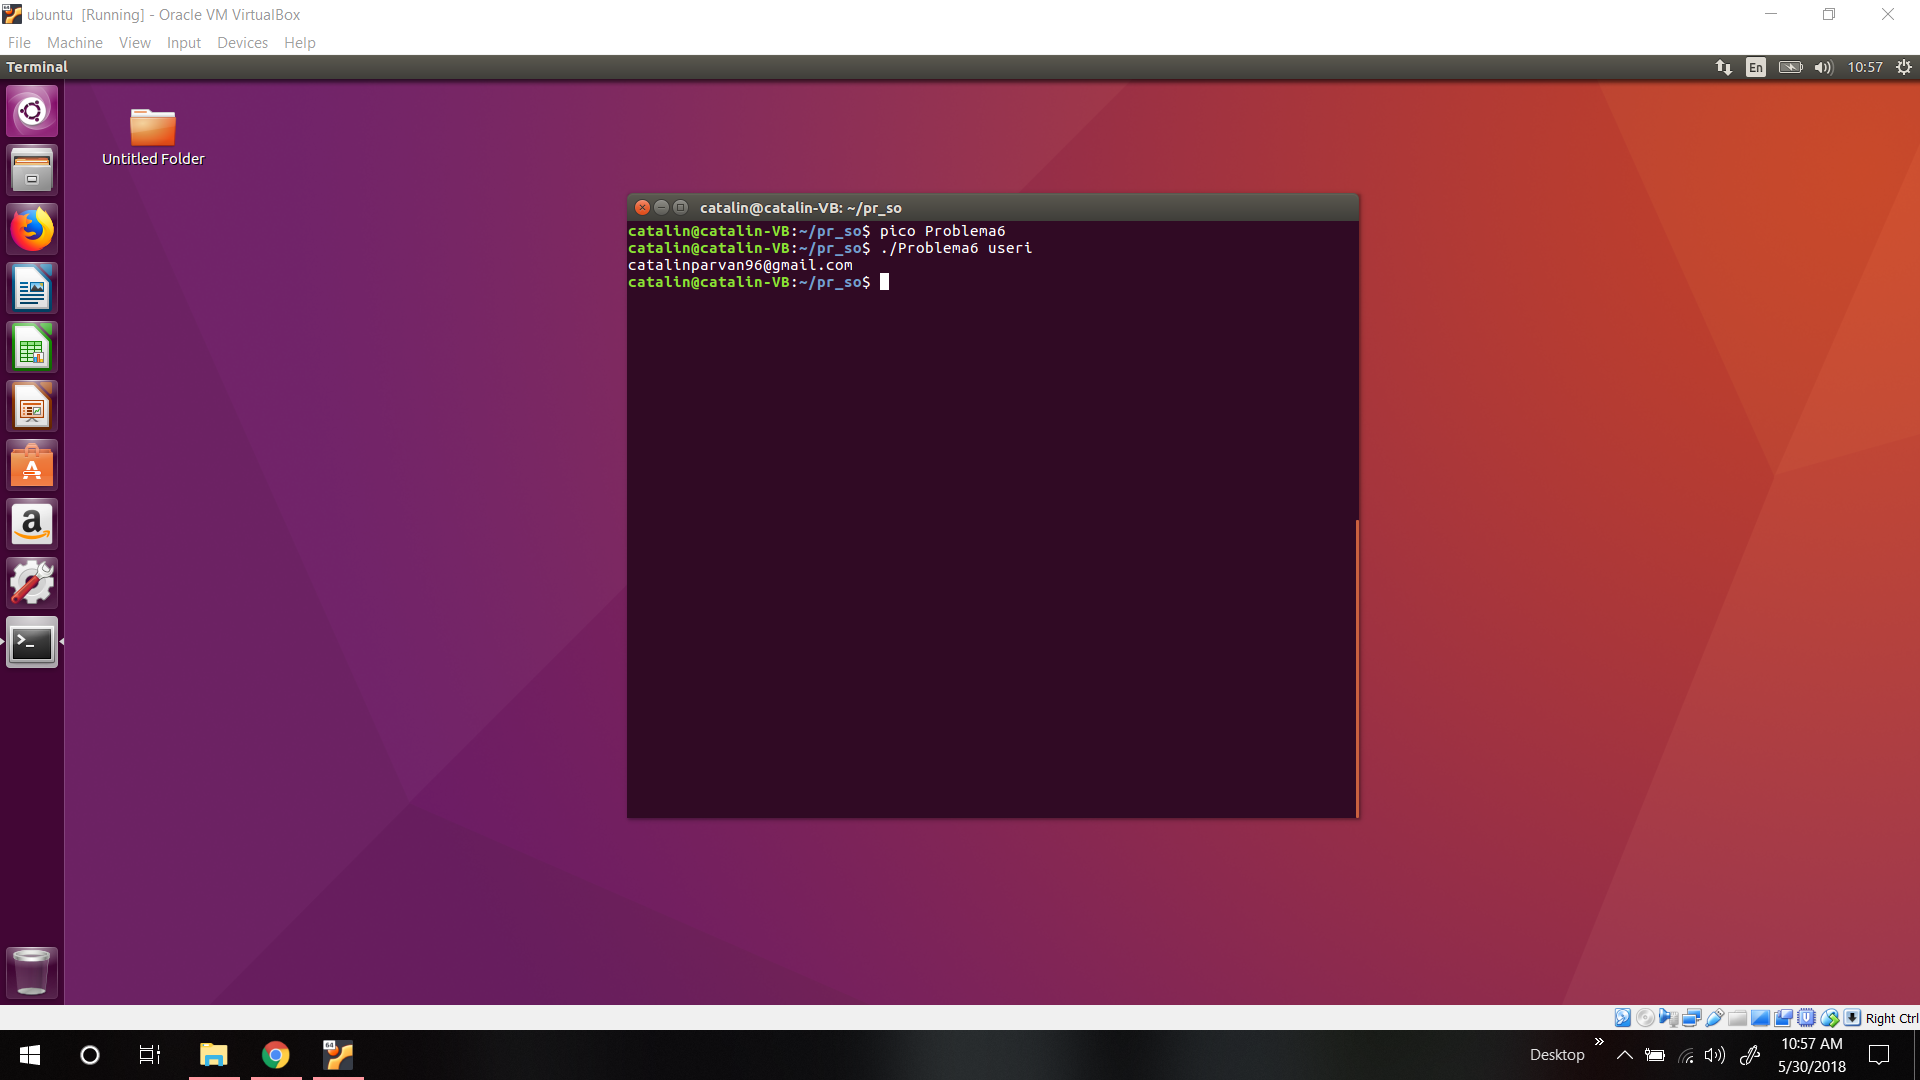 ubuntu [Running] - Oracle VM VirtualBox
File Machine View Input Devices Help
Terminal
En
10:57
Untitled Folder
catalin@catalin-VB: ~/pr_so
catalin@catalin-VB:~/pr_so$ pico Problema6
catalin@catalin-VB:~/pr_so$ ./Problema6 useri
catalinparvan96@gmail.com
catalin@catalin-VB:~/pr_so$
Right Ctrl
64
Desktop
10:57 AM
5/30/2018